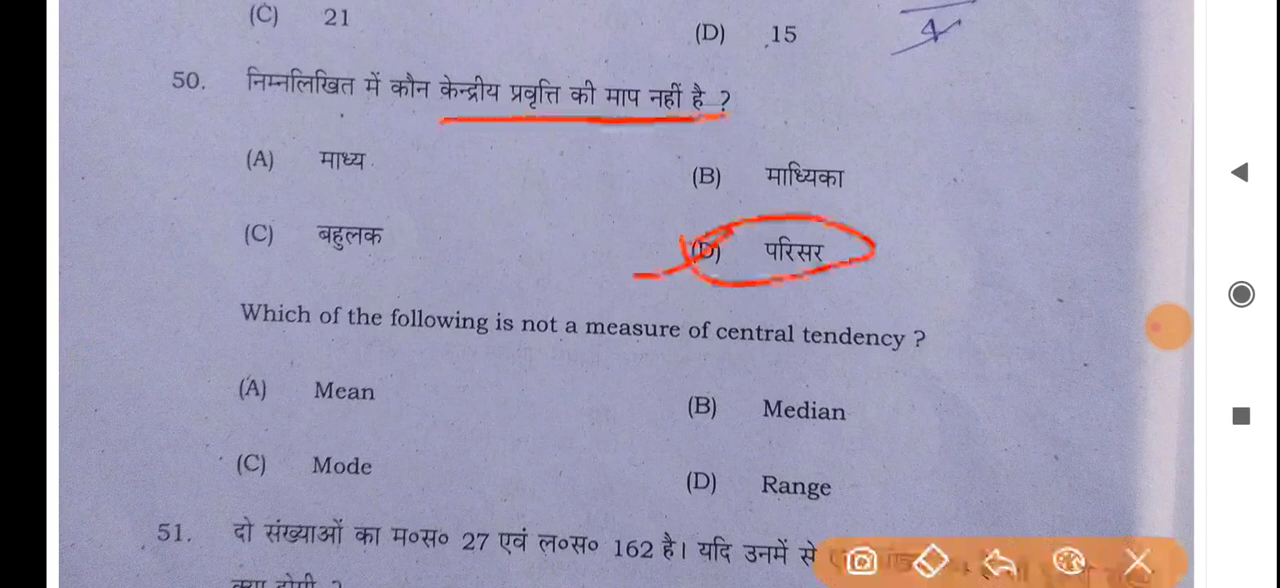 (C) 21
(D) 15
50. निम्नलिखित में कौन केन्द्रीय प्रवृत्ति की माप नहीं है ?
(A) माध्य
(B) माध्यिका
(C) बहुलक
(D) परिसर
Which of the following is not a measure of central tendency ?
(A) Mean
(B) Median
(C) Mode
(D) Range
51. दो संख्याओं का म०स० 27 एवं ल०स० 162 है। यदि उनमें से
क्या होगी ?